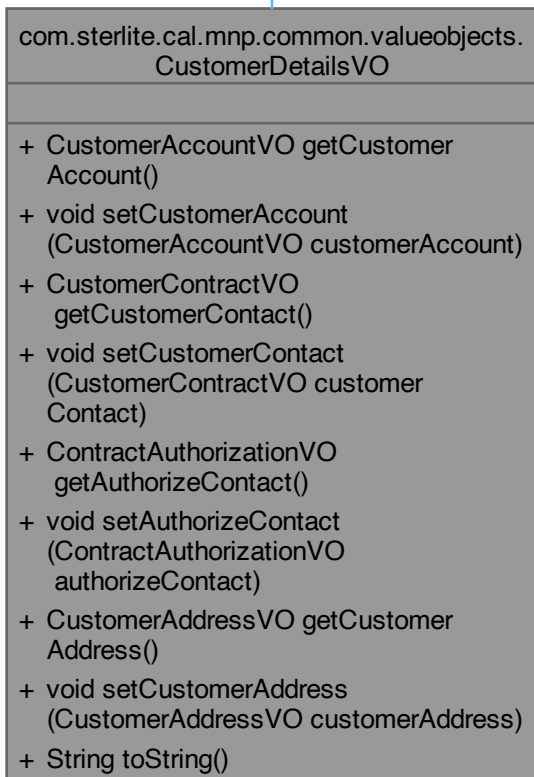 com.sterlite.cal.mnp.common.valueobjects.
CustomerDetailsVO
+ CustomerAccountVO getCustomer
Account()
+ void setCustomerAccount
(CustomerAccountVO customerAccount)
+ CustomerContractVO
getCustomerContact()
+ void setCustomerContact
(CustomerContractVO customer
Contact)
+ ContractAuthorizationVO
getAuthorizeContact()
+ void setAuthorizeContact
(ContractAuthorizationVO
authorizeContact)
+ CustomerAddressVO getCustomer
Address()
+ void setCustomerAddress
(CustomerAddressVO customerAddress)
+ String toString()